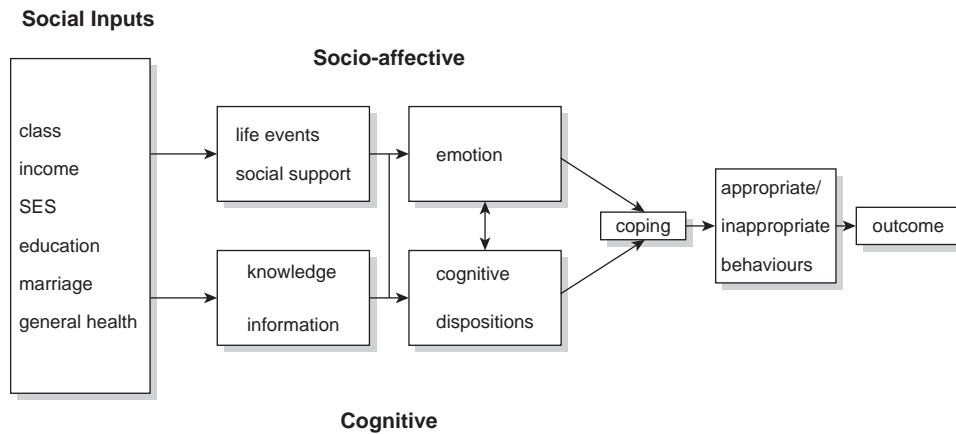 Social Inputs
Socio-affective
class
income
SES
education
marriage
general health
life events
social support
emotion
knowledge
information
cognitive
dispositions
coping
appropriate/
inappropriate
behaviours
outcome
Cognitive